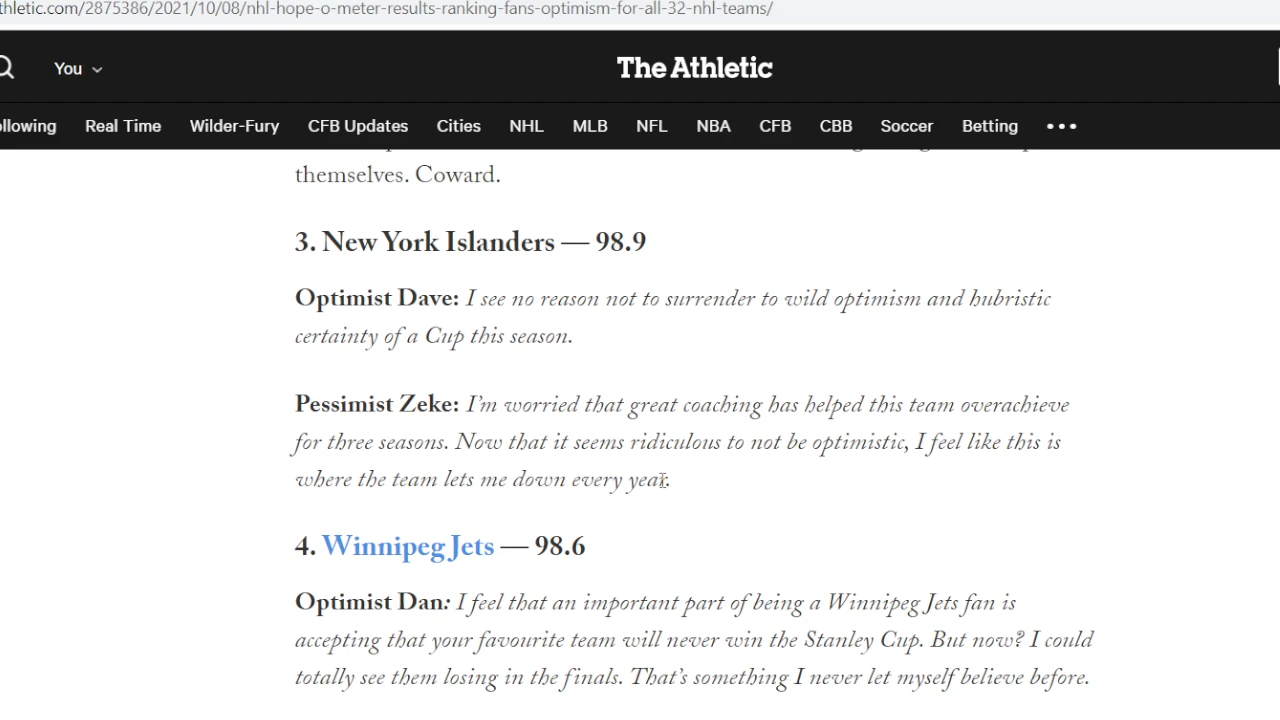 thletic.com/2875386/2021/10/08/nhl-hope-o-meter-results-ranking-fans-optimism-for-all-32-nhl-teams/
You
The Athletic
ollowing Real Time Wilder-Fury CFB Updates Cities NHL MLB NFL NBA CFB CBB Soccer Betting •••
themselves. Coward.
3. New York Islanders — 98.9
Optimist Dave: I see no reason not to surrender to wild optimism and hubristic
certainty of a Cup this season.
Pessimist Zeke: I'm worried that great coaching has helped this team overachieve
for three seasons. Now that it seems ridiculous to not be optimistic, I feel like this is
where the team lets me down every year.
4. Winnipeg Jets — 98.6
Optimist Dan: I feel that an important part of being a Winnipeg Jets fan is
accepting that your favourite team will never win the Stanley Cup. But now? I could
totally see them losing in the finals. That's something I never let myself believe before.